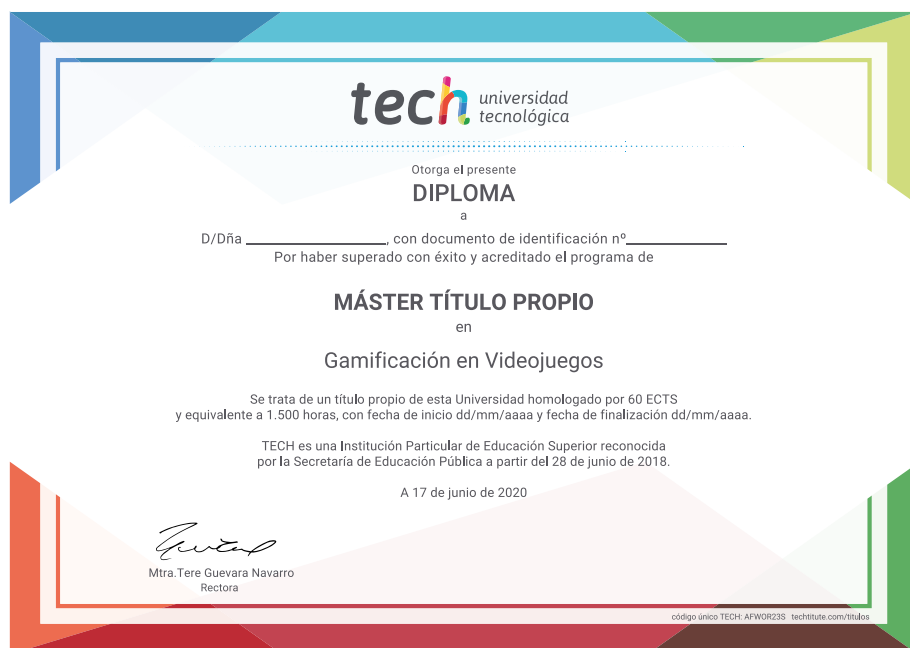 tech universidad
tecnológica
Otorga el presente
DIPLOMA
a
D/Dña ____________________, con documento de identificación nº______________
Por haber superado con éxito y acreditado el programa de
MÁSTER TÍTULO PROPIO
en
Gamificación en Videojuegos
Se trata de un título propio de esta Universidad homologado por 60 ECTS
y equivalente a 1.500 horas, con fecha de inicio dd/mm/aaaa y fecha de finalización dd/mm/aaaa.
TECH es una Institución Particular de Educación Superior reconocida
por la Secretaría de Educación Pública a partir del 28 de junio de 2018.
A 17 de junio de 2020
Mtra.Tere Guevara Navarro
Rectora
código único TECH: AFWOR23S techtitute.com/titulos